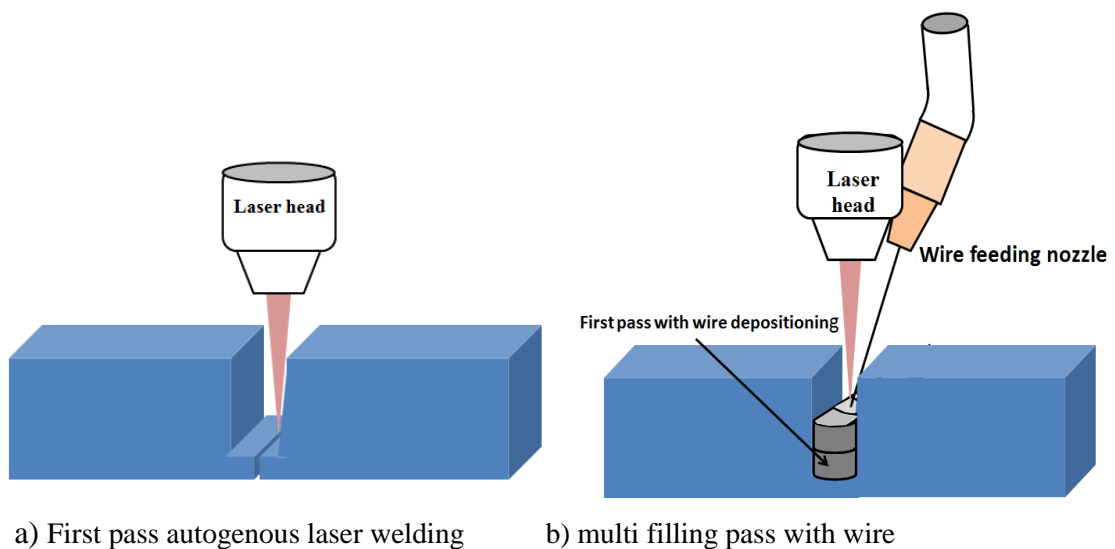 Laser head
Laser
head
Wire feeding nozzle
First pass with wire depositioning
a) First pass autogenous laser welding
b) multi filling pass with wire